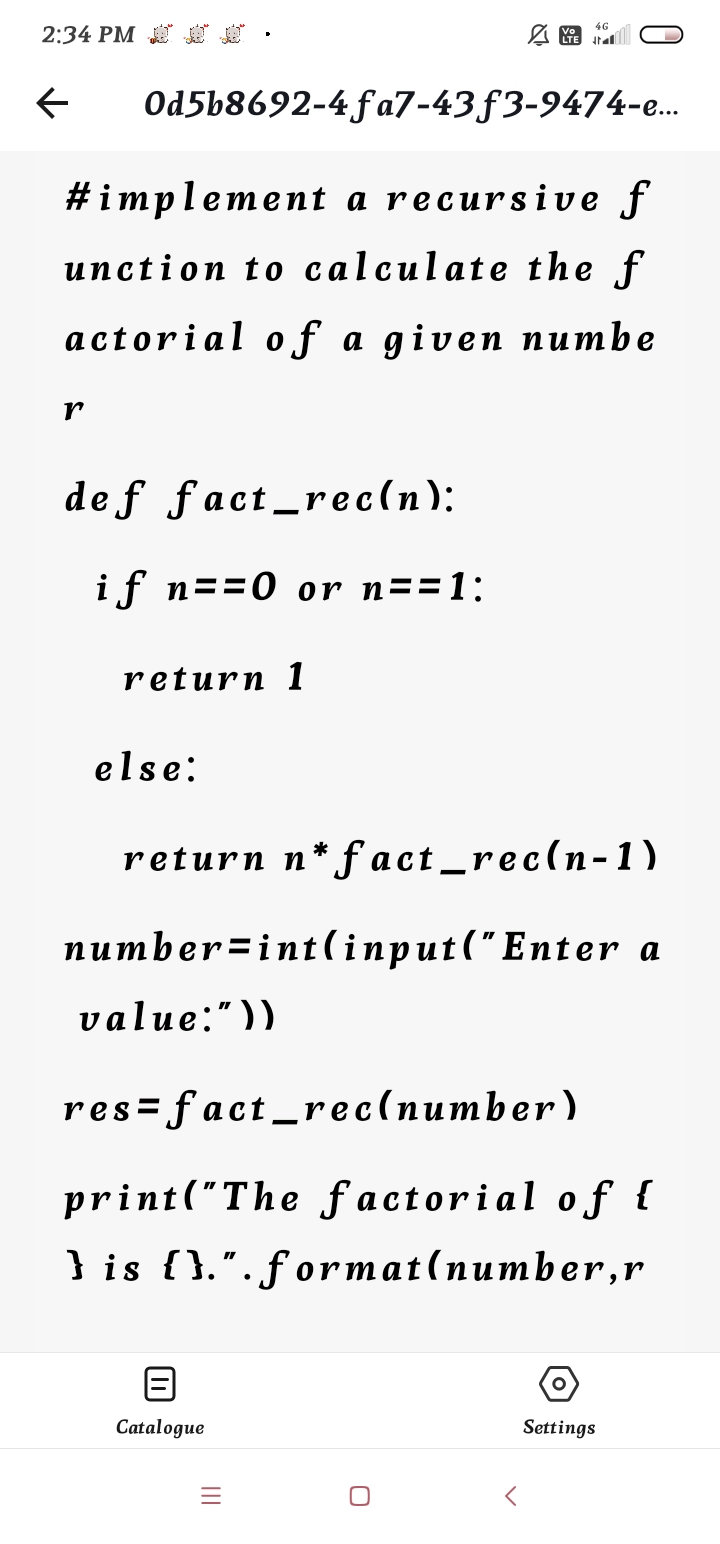 2:34 PM
Vo LTE 4G
0d5b8692-4fa7-43f3-9474-e...
#implement a recursive f
unction to calculate the f
actorial of a given numbe
r
def fact_rec(n):
if n==0 or n==1:
return 1
else:
return n*fact_rec(n-1)
number=int(input("Enter a
value:"))
res=fact_rec(number)
print("The factorial of {
} is {}.".format(number,r
Catalogue
Settings